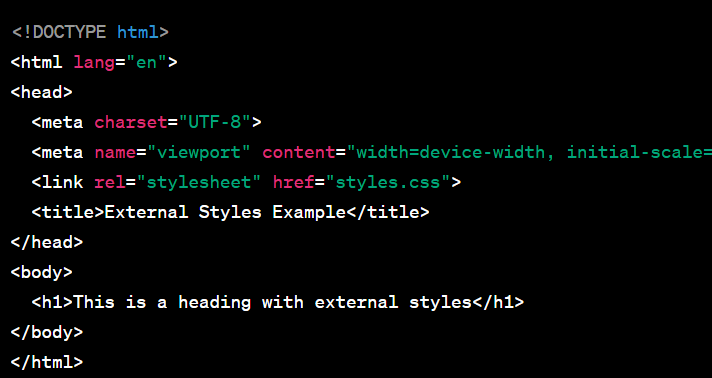 <!DOCTYPE html>
<html lang="en">
<head>
  <meta charset="UTF-8">
  <meta name="viewport" content="width=device-width, initial-scale=
  <link rel="stylesheet" href="styles.css">
  <title>External Styles Example</title>
</head>
<body>
  <h1>This is a heading with external styles</h1>
</body>
</html>